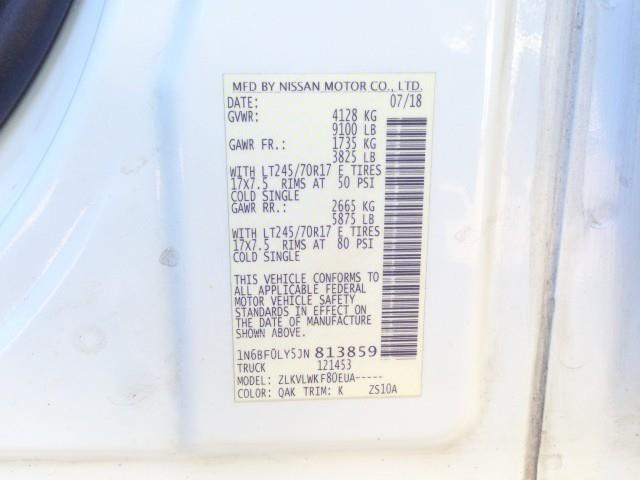 MFD BY NISSAN MOTOR CO., LTD.
DATE: 07/18
GVWR: 4128 KG
9100 LB
GAWR FR.: 1735 KG
3825 LB
WITH LT245/70R17 E TIRES
17X7.5 RIMS AT 50 PSI
COLD SINGLE
GAWR RR.: 2665 KG
5875 LB
WITH LT245/70R17 E TIRES
17X7.5 RIMS AT 80 PSI
COLD SINGLE
THIS VEHICLE CONFORMS TO
ALL APPLICABLE FEDERAL
MOTOR VEHICLE SAFETY
STANDARDS IN EFFECT ON
THE DATE OF MANUFACTURE
SHOWN ABOVE.
1N6BF0LY5JN813859
TRUCK 121453
MODEL: ZLKVLWKF80EUA-----
COLOR: QAK TRIM: K ZS10A